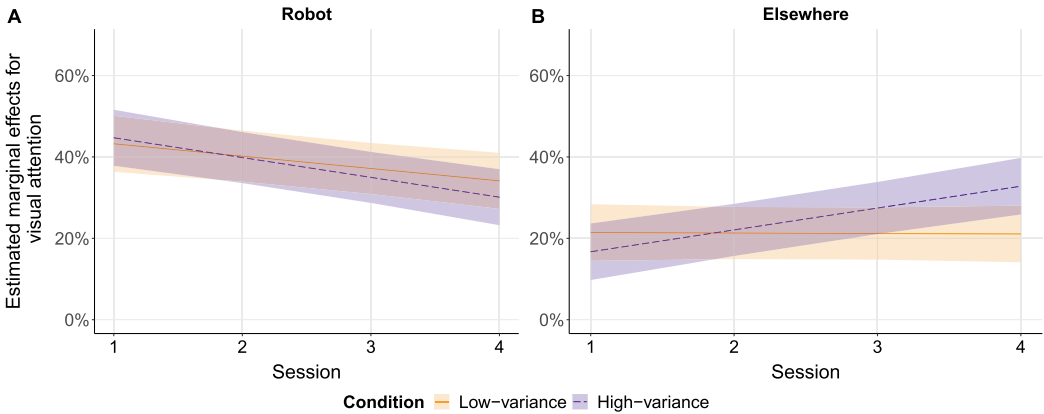 A
Robot
B
Elsewhere
Estimated marginal effects for
visual attention
60%
40%
20%
0%
60%
40%
20%
0%
1 2 3 4
1 2 3 4
Session
Session
Condition Low−variance High−variance